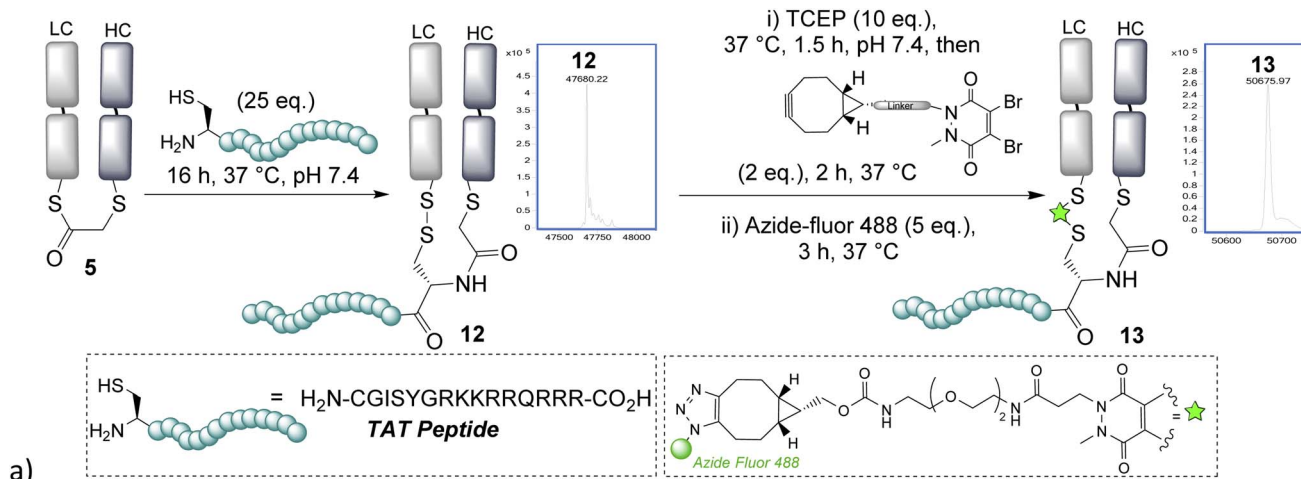 LC HC
HS
(25 eq.)
H₂N
16 h, 37 °C, pH 7.4
S S
O
5
LC HC
S S
S
O
NH
O
12
×10 ⁵
12
47680.22
4.5
4
3.5
3
2.5
2
1.5
1
0.5
0
47500 47750 48000
i) TCEP (10 eq.),
37 °C, 1.5 h, pH 7.4, then
H
H
Linker
O
N
N
O
Br
Br
(2 eq.), 2 h, 37 °C
ii) Azide-fluor 488 (5 eq.),
3 h, 37 °C
LC HC
S S
S
O
NH
O
13
×10 ⁵
13
50675.97
2.8
2.6
2.4
2.2
2
1.8
1.6
1.4
1.2
1
0.8
0.6
0.4
0.2
0
50600 50700
HS
H₂N
= H₂N-CGISYGRKKRRQRRR-CO₂H
TAT Peptide
N
N
N
H
H
O
O
N
H
O
2
N
H
O
N
N
O
O
=
Azide Fluor 488
a)